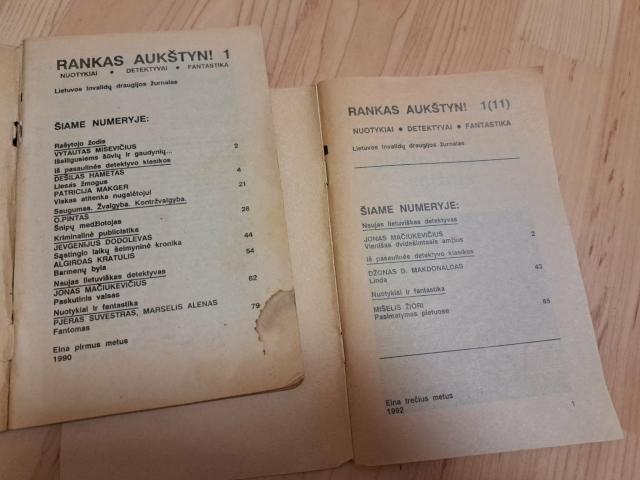 RANKAS AUKŠTYN! 1
NUOTYKIAI • DETEKTYVAI • FANTASTIKA
Lietuvos invalidų draugijos žurnalas
ŠIAME NUMERYJE:
Rašytojo žodis
VYTAUTAS MISEVIČIUS
Išsilgusiems šūvių ir gaudynių... 2
Iš pasaulinės detektyvo klasikos
DEŠILAS HAMETAS 4
Liesas žmogus
PATRICIJA MAKGER 21
Viskas atitenka nugalėtojui
Saugumas. Žvalgyba. Kontržvalgyba.
O.PINTAS 26
Šnipų medžiotojas
Kriminalinė publicistika
JEVGENIJUS DODOLEVAS 44
Sąstingio laikų šeimyninė kronika
ALGIRDAS KRATULIS 54
Barmenų byla
Naujas lietuviškas detektyvas
JONAS MAČIUKEVIČIUS 62
Paskutinis valsas
Nuotykiai ir fantastika
PJERAS SUVESTRAS, MARSELIS ALENAS 79
Fantomas
Eina pirmus metus
1990
1
RANKAS AUKŠTYN! 1(11)
NUOTYKIAI • DETEKTYVAI • FANTASTIKA
Lietuvos invalidų draugijos žurnalas
ŠIAME NUMERYJE:
Naujas lietuviškas detektyvas
JONAS MAČIUKEVIČIUS 2
Vienišas dvidešimtasis amžius
Iš pasaulinės detektyvo klasikos
DŽONAS D. MAKDONALDAS 43
Linda
Nuotykiai ir fantastika
MIŠELIS ŽIORI 85
Pasimatymas pietuose
Eina trečius metus
1992
1